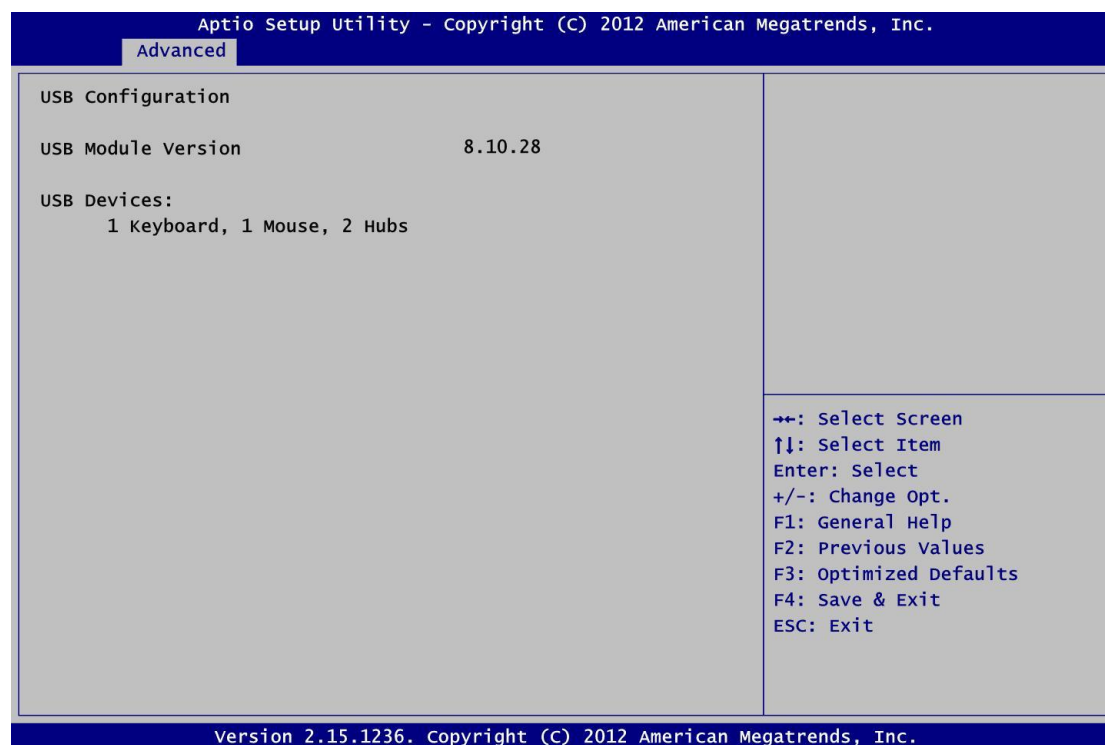 Aptio Setup Utility - Copyright (C) 2012 American Megatrends, Inc.
Advanced
USB Configuration
USB Module Version 8.10.28
USB Devices:
1 Keyboard, 1 Mouse, 2 Hubs
→←: Select Screen
↑↓: Select Item
Enter: Select
+/-: Change Opt.
F1: General Help
F2: Previous Values
F3: Optimized Defaults
F4: Save & Exit
ESC: Exit
Version 2.15.1236. Copyright (C) 2012 American Megatrends, Inc.